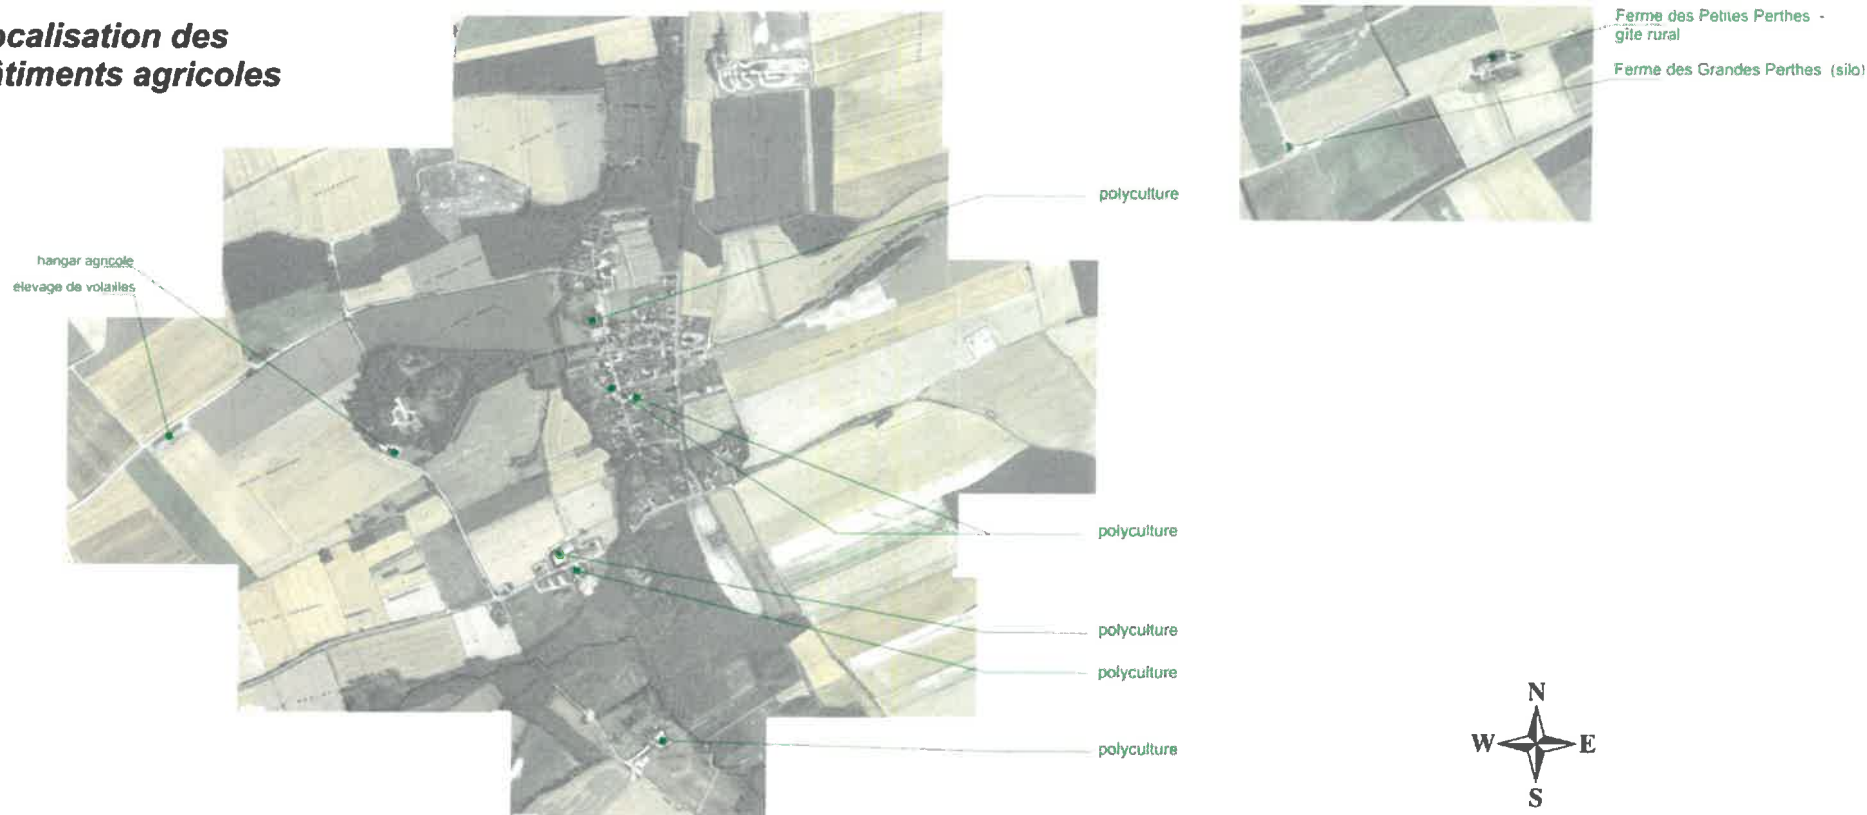 ocalisation des
âtiments agricoles
Ferme des Petites Perthes -
gîte rural
Ferme des Grandes Perthes (silo)
polyculture
hangar agricole
elevage de volailles
polyculture
polyculture
polyculture
polyculture
N
W E
S